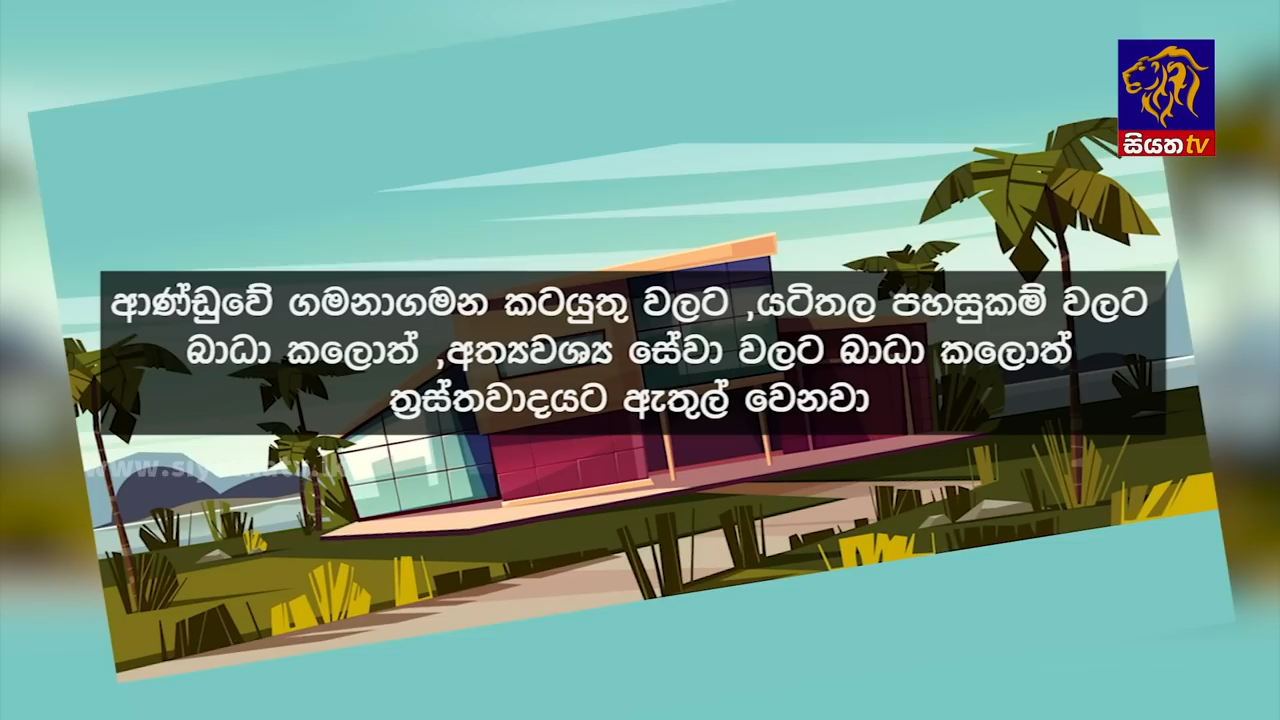 සියත tv
ආණ්ඩුවේ ගමනාගමන කටයුතු වලට ,යටිතල පහසුකම් වලට
බාධා කලොත් ,අත්‍යවශ්‍ය සේවා වලට බාධා කලොත්
ත්‍රස්තවාදයට ඇතුල් වෙනවා